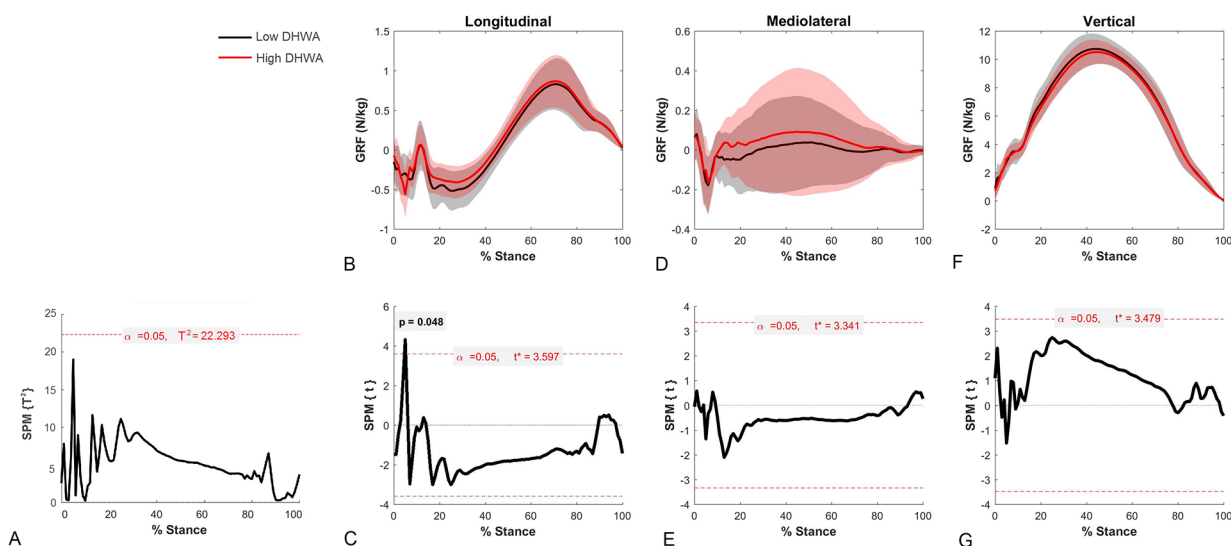 Low DHWA
High DHWA
Longitudinal
1.5
1
0.5
0
-0.5
-1
GRF (N/kg)
0 20 40 60 80 100
% Stance
B
Mediolateral
0.6
0.4
0.2
0
-0.2
0.4
GRF (N/kg)
0 20 40 60 80 100
% Stance
D
Vertical
12
10
8
6
4
2
0
-2
GRF (N/kg)
0 20 40 60 80 100
% Stance
F
25
20
15
10
5
0
SPM {T²}
α =0.05, T² = 22.293
0 20 40 60 80 100
% Stance
A
6
4
2
0
-2
-4
SPM { t }
p = 0.048
α =0.05, t* = 3.597
0 20 40 60 80 100
% Stance
C
4
3
2
1
0
-1
-2
-3
-4
SPM { t }
α =0.05, t* = 3.341
0 20 40 60 80 100
% Stance
E
4
3
2
1
0
-1
-2
-3
-4
SPM { t }
α =0.05, t* = 3.479
0 20 40 60 80 100
% Stance
G